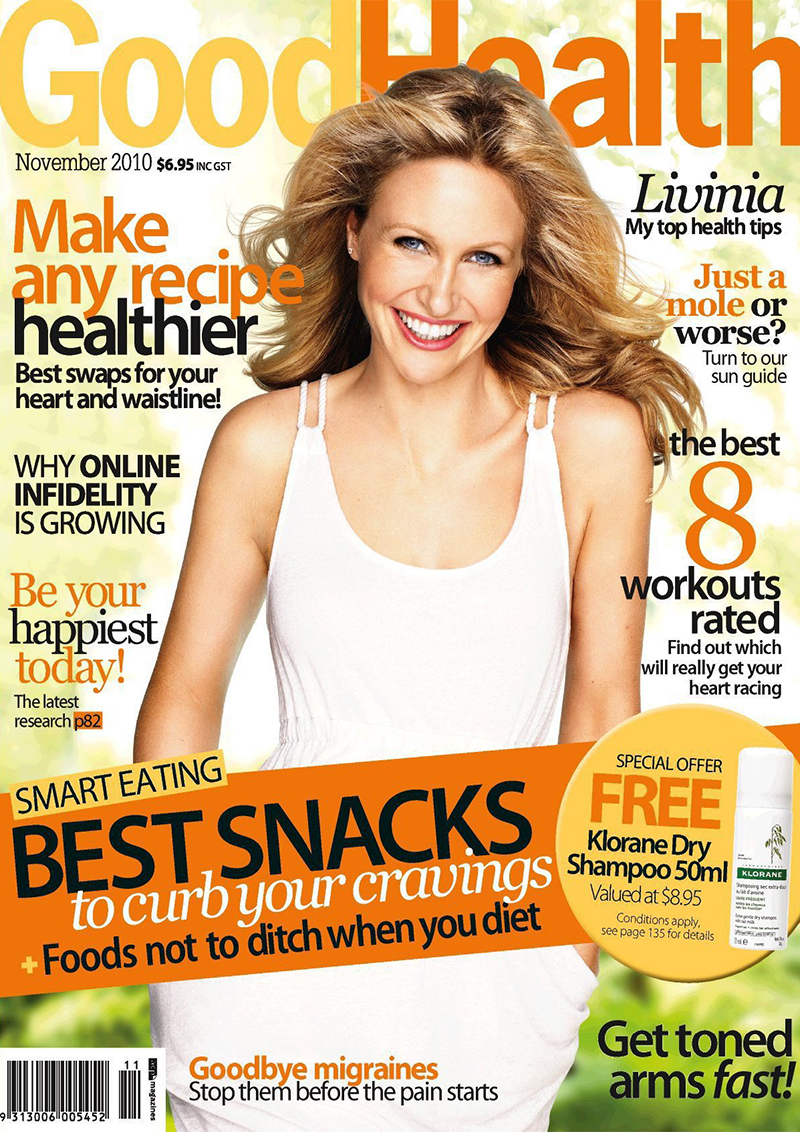 GoodHealth
November 2010 $6.95 INC GST
Make
any recipe
healthier
Best swaps for your
heart and waistline!
WHY ONLINE
INFIDELITY
IS GROWING
Be your
happiest
today!
The latest
research p82
Livinia
My top health tips
Just a
mole or
worse?
Turn to our
sun guide
the best
8
workouts
rated
Find out which
will really get your
heart racing
SMART EATING
BEST SNACKS
to curb your cravings
+ Foods not to ditch when you diet
SPECIAL OFFER
FREE
Klorane Dry
Shampoo 50ml
Valued at $8.95
Conditions apply,
see page 135 for details
KLORANE
Goodbye migraines
Stop them before the pain starts
Get toned
arms fast!
11
magazines
9 313006 005452